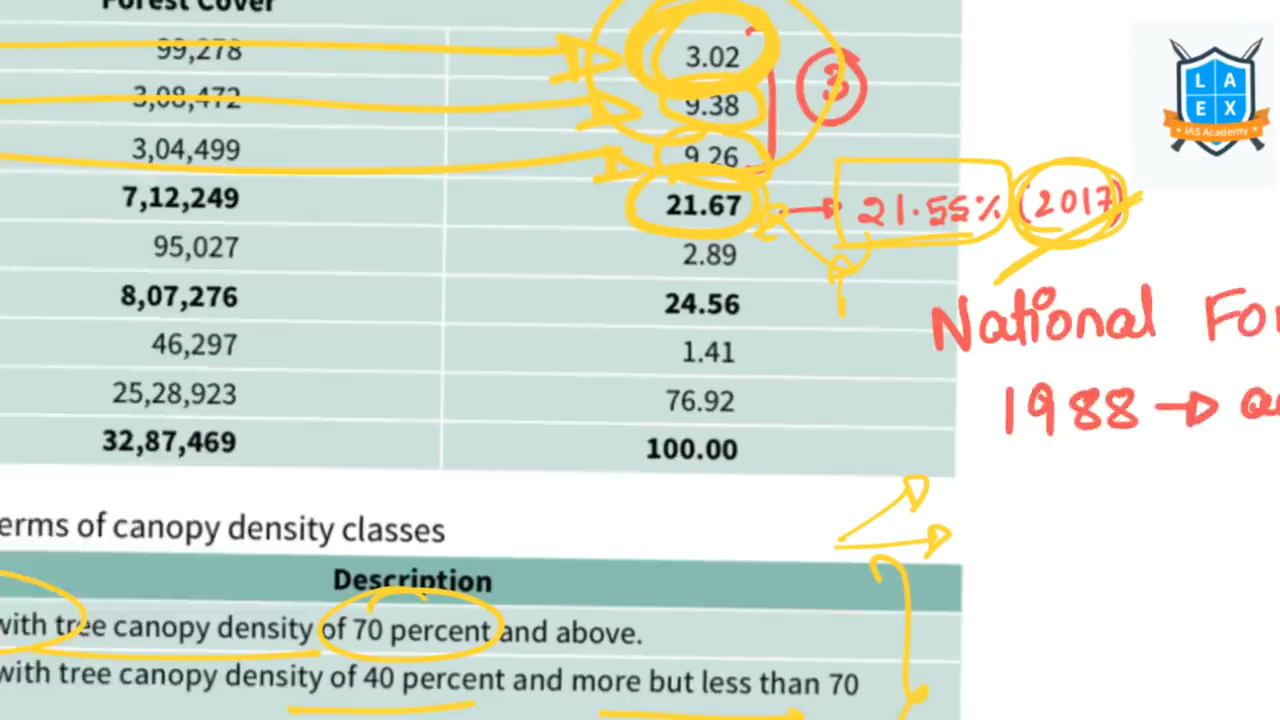 Forest Cover
99,278 3.02
3,08,472 9.38 3
3,04,499 9.26
7,12,249 21.67 21.55% (2017)
95,027 2.89
8,07,276 24.56
National
46,297 1.41
25,28,923 76.92 1988
32,87,469 100.00
erms of canopy density classes
Description
with tree canopy density of 70 percent and above.
with tree canopy density of 40 percent and more but less than 70
L A
E X
IAS Academy